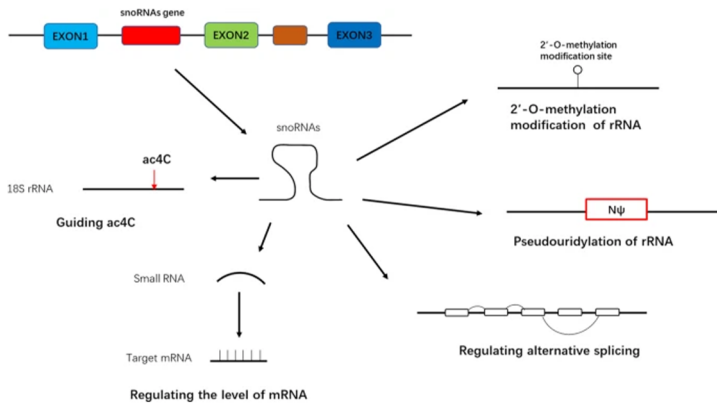 snoRNAs gene
EXON1
EXON2
EXON3
2'-O-methylation
modification site
2'-O-methylation
modification of rRNA
snoRNAs
ac4C
18S rRNA
Guiding ac4C
Nψ
Pseudouridylation of rRNA
Small RNA
Target mRNA
Regulating alternative splicing
Regulating the level of mRNA